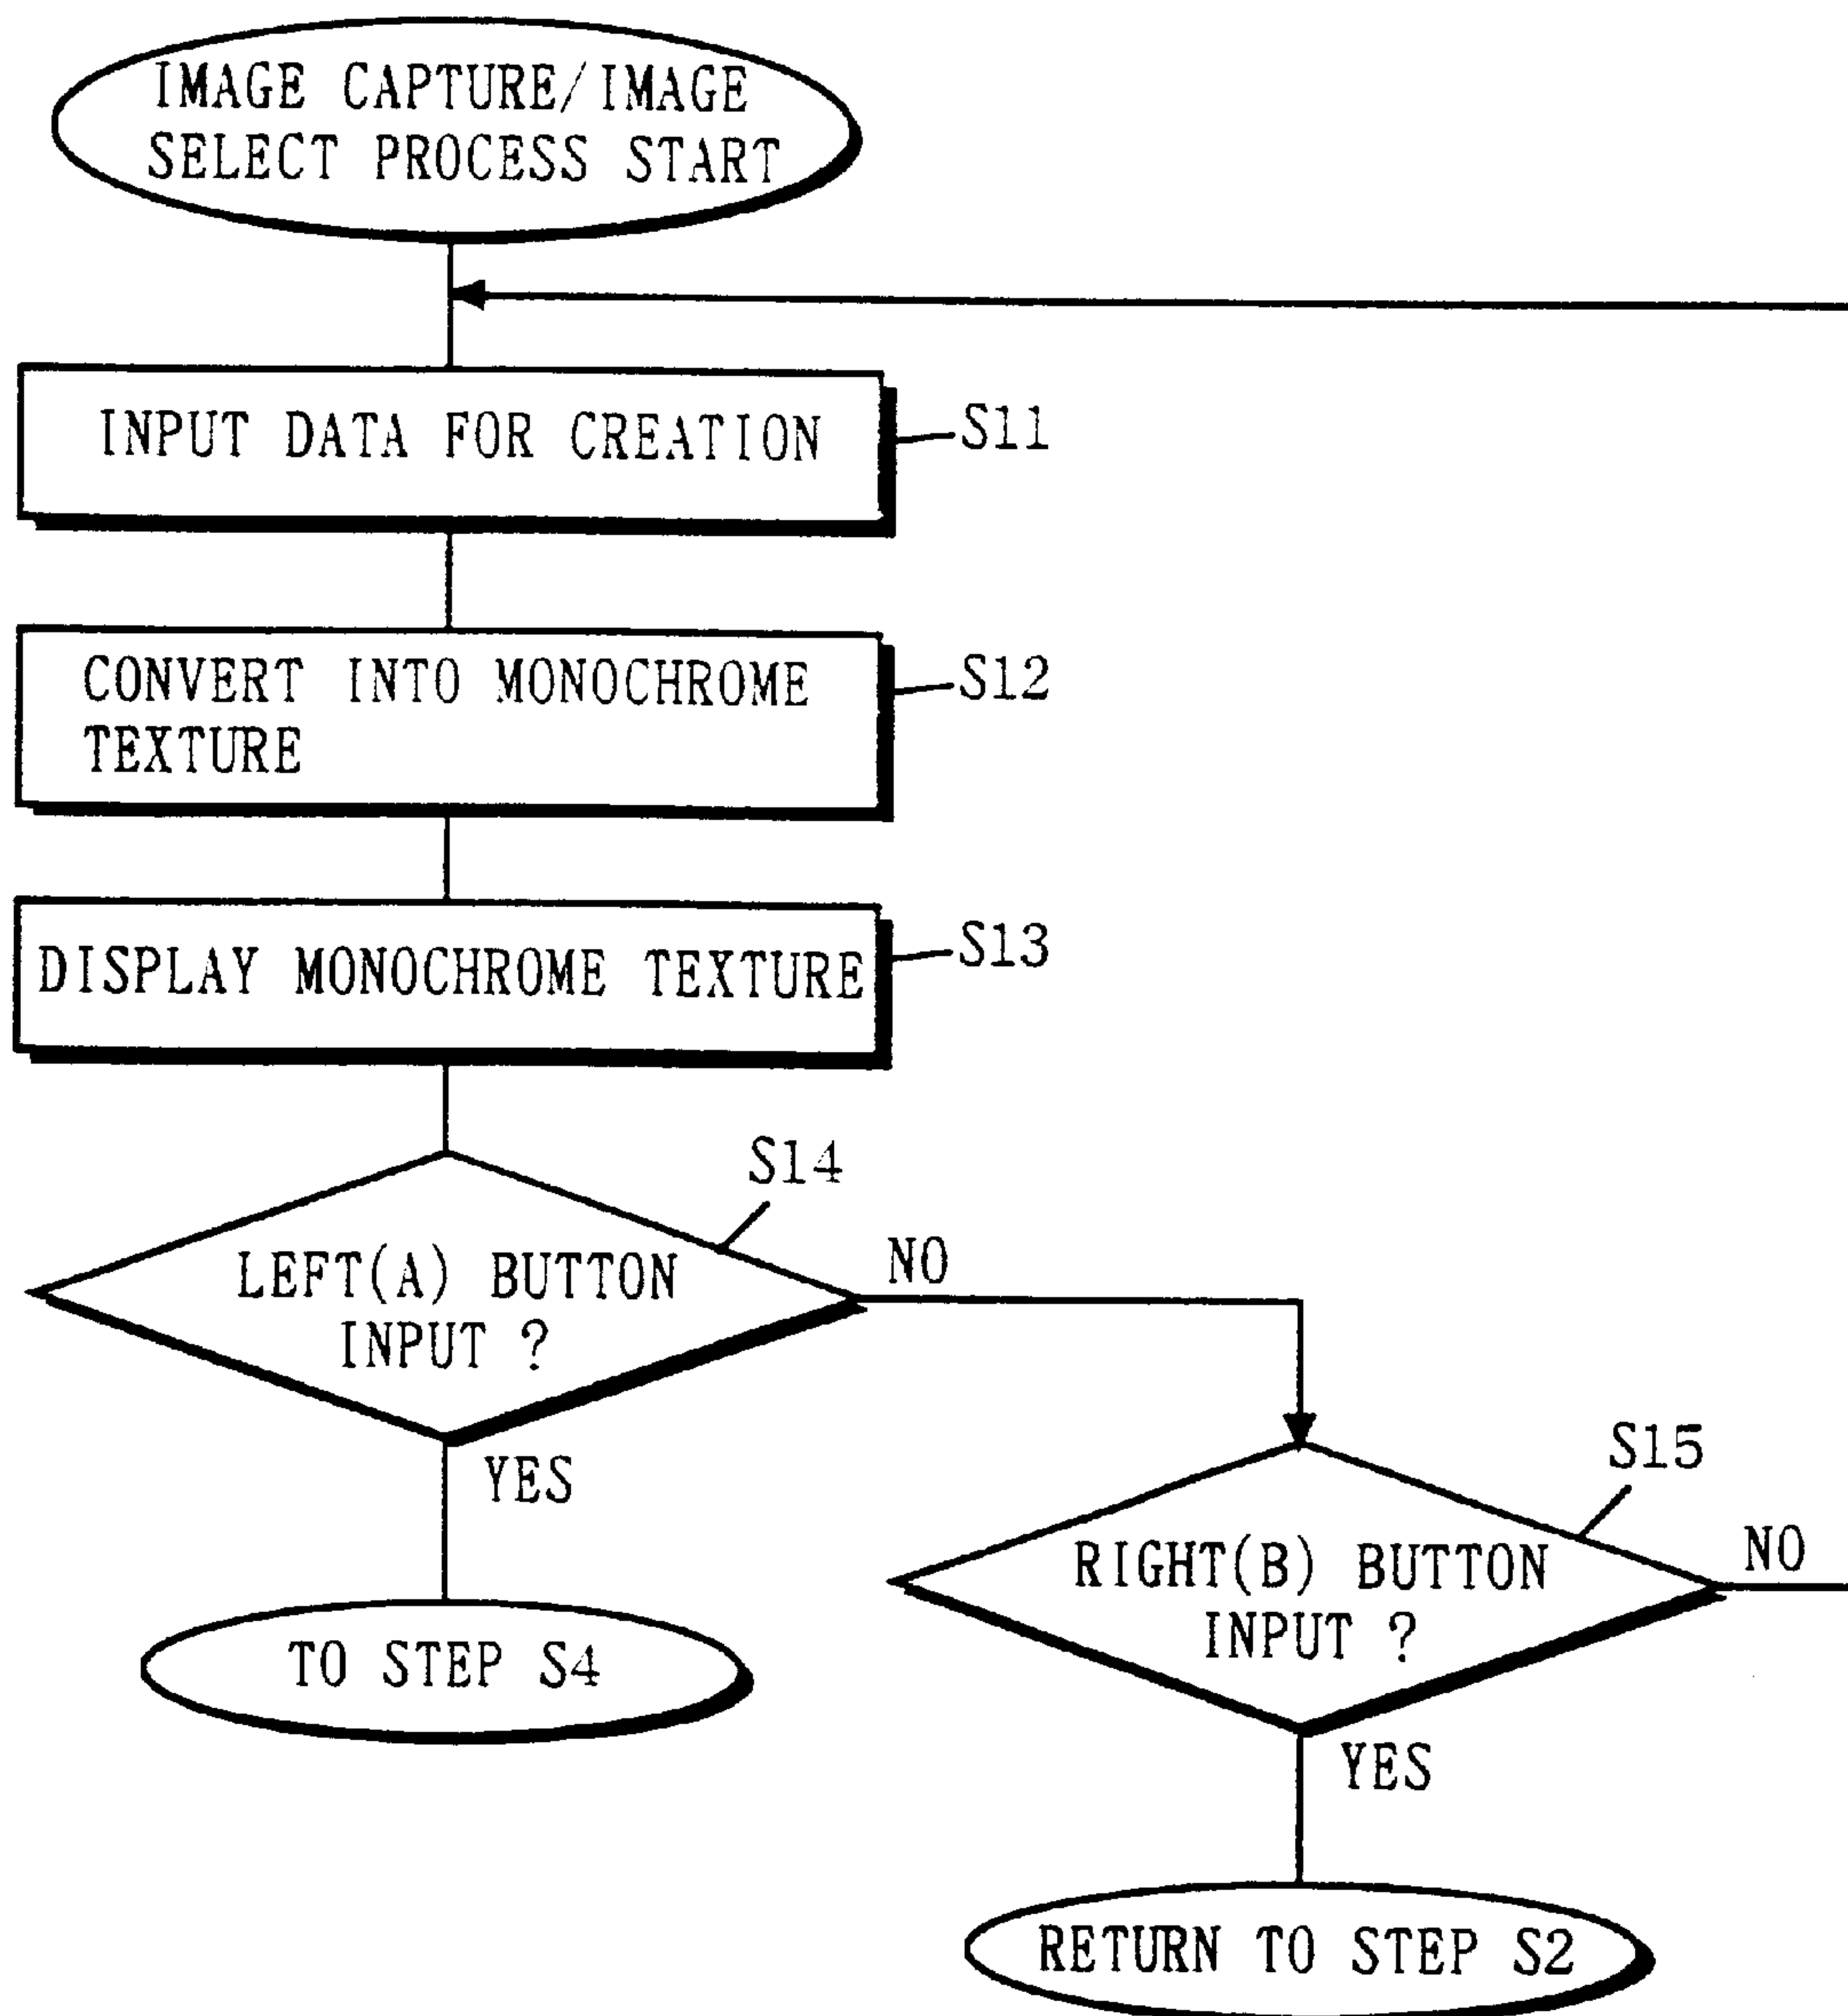 IMAGE CAPTURE/IMAGE
SELECT PROCESS START
INPUT DATA FOR CREATION
S11
CONVERT INTO MONOCHROME
TEXTURE
S12
DISPLAY MONOCHROME TEXTURE
S13
S14
LEFT(A) BUTTON
INPUT ?
NO
YES
TO STEP S4
S15
RIGHT(B) BUTTON
INPUT ?
NO
YES
RETURN TO STEP S2